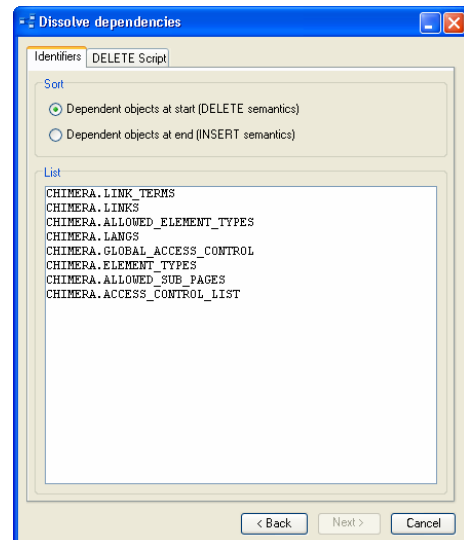 Dissolve dependencies
Identifiers DELETE Script
Sort
Dependent objects at start (DELETE semantics)
Dependent objects at end (INSERT semantics)
List
CHIMERA.LINK_TERMS
CHIMERA.LINKS
CHIMERA.ALLOWED_ELEMENT_TYPES
CHIMERA.LANGS
CHIMERA.GLOBAL_ACCESS_CONTROL
CHIMERA.ELEMENT_TYPES
CHIMERA.ALLOWED_SUB_PAGES
CHIMERA.ACCESS_CONTROL_LIST
< Back Next > Cancel